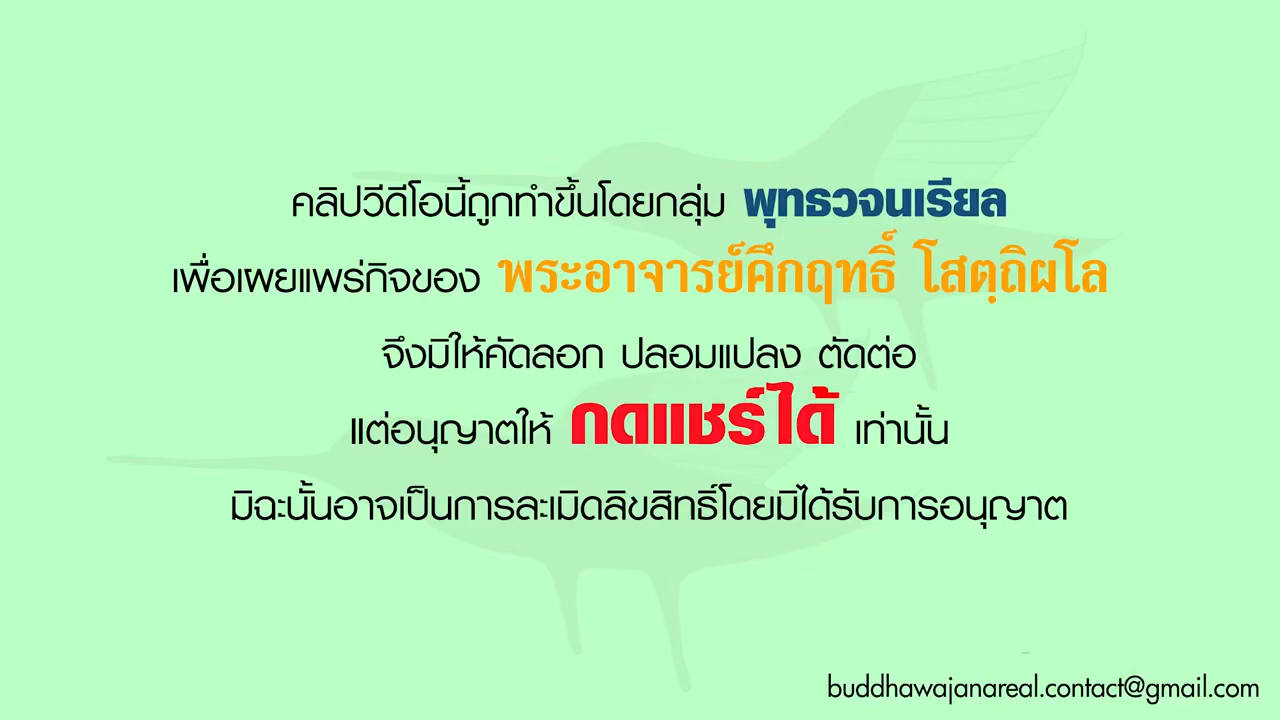 คลิปวีดีโอนี้ถูกทำขึ้นโดยกลุ่ม พุทธวจนเรียล
เพื่อเผยแพร่กิจของ พระอาจารย์คึกฤทธิ์ โสตฺถิผโล
จึงมิให้คัดลอก ปลอมแปลง ตัดต่อ
แต่อนุญาตให้ กดแชร์ได้ เท่านั้น
มิฉะนั้นอาจเป็นการละเมิดลิขสิทธิ์โดยมิได้รับการอนุญาต
buddhawajanareal.contact@gmail.com